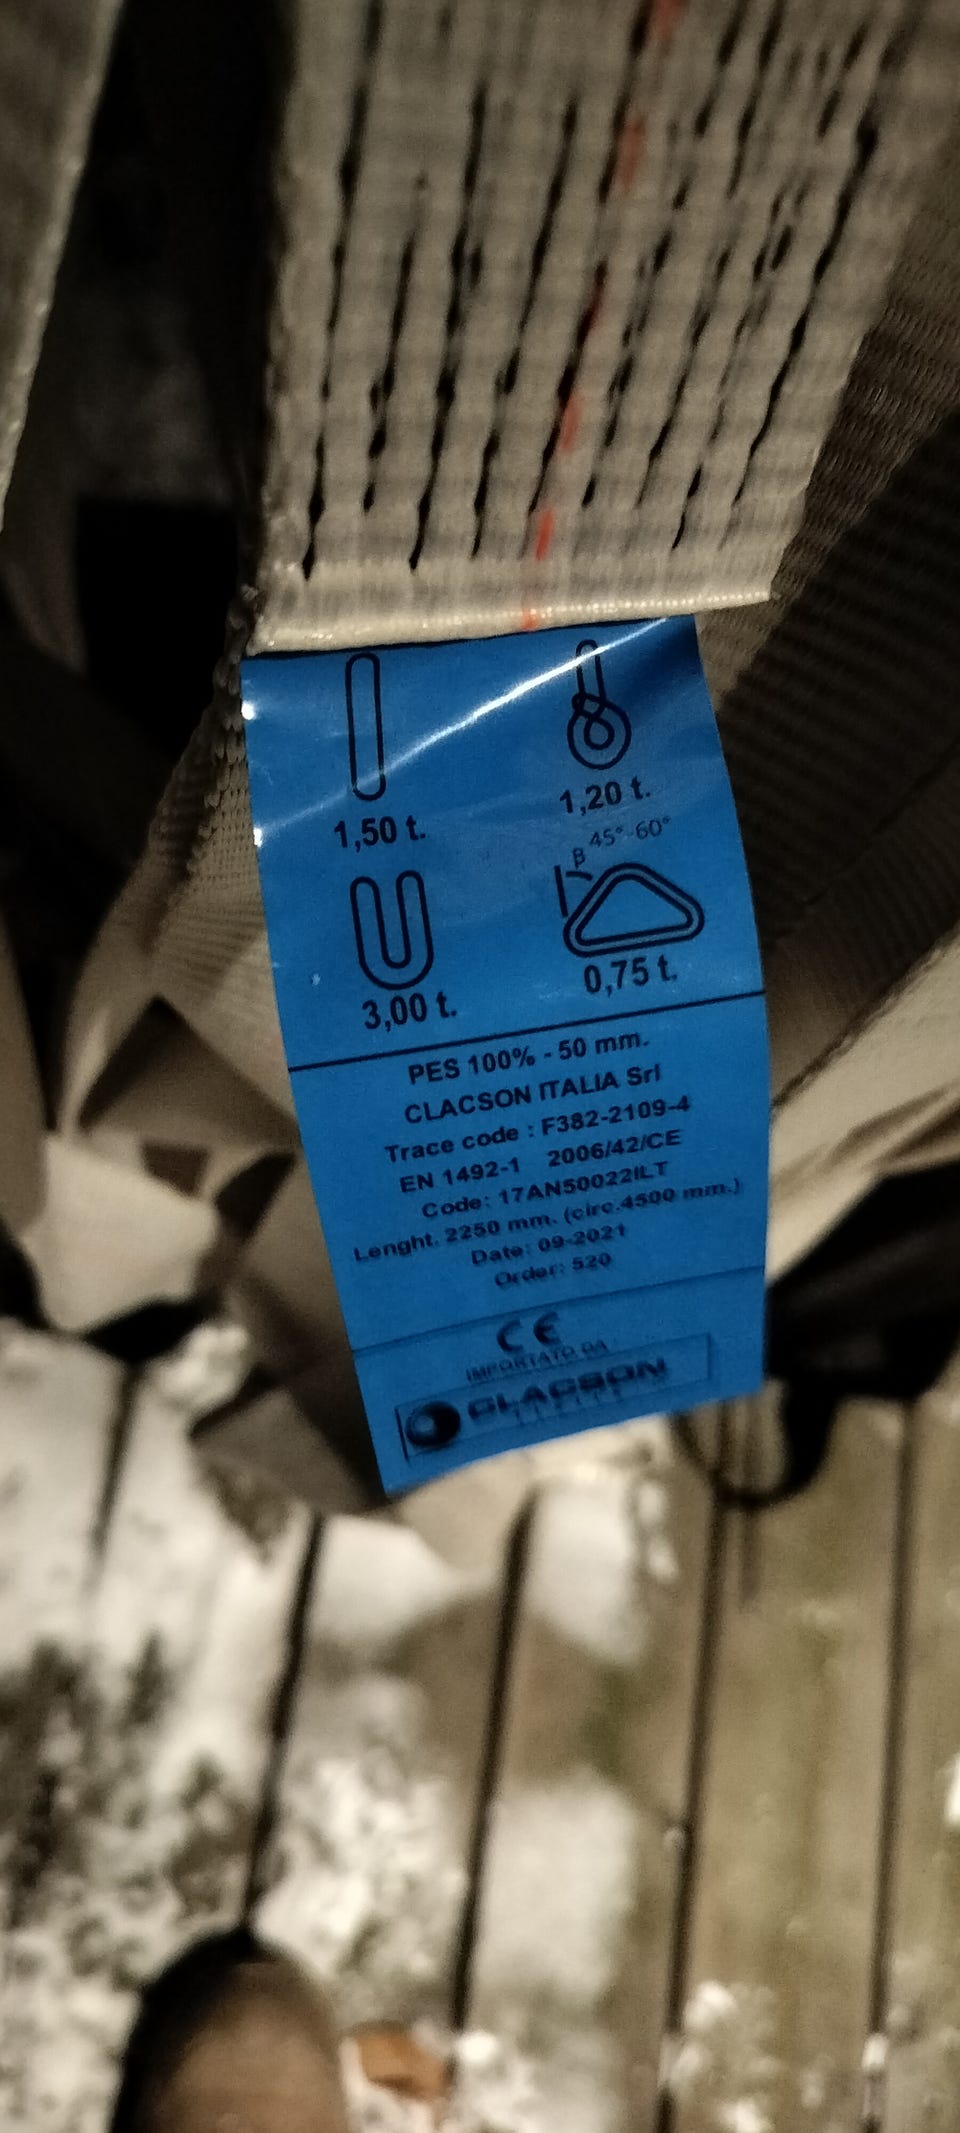 1,50 t.
1,20 t.
β 45°-60°
3,00 t.
0,75 t.
PES 100% - 50 mm.
CLACSON ITALIA Srl
Trace code : F382-2109-4
EN 1492-1 2006/42/CE
Code: 17AN50022ILT
Lenght. 2250 mm. (circ.4500 mm.)
Date: 09-2021
Order: 520
CE
IMPORTATO DA
CLACSON